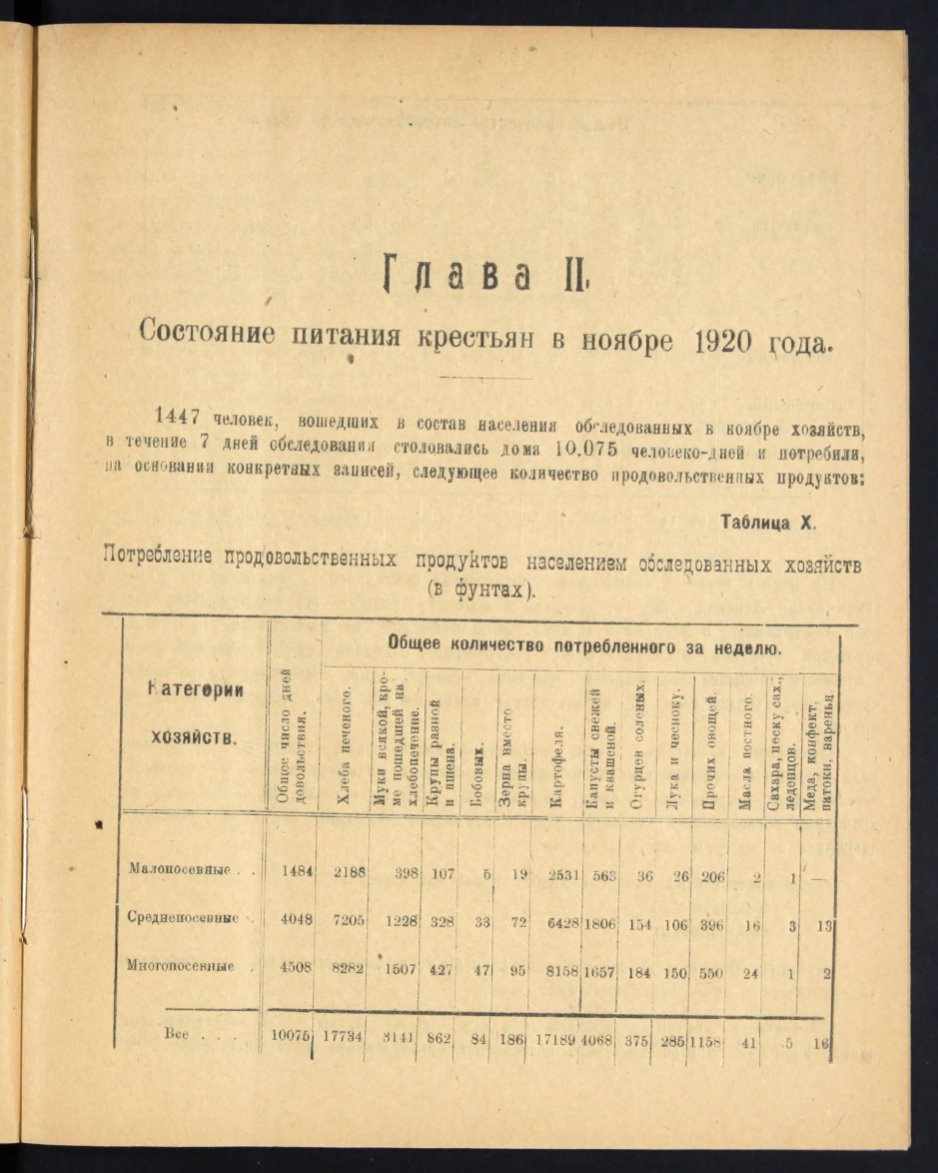 Глава II.
Состояние питания крестьян в ноябре 1920 года.
1447 человек, вошедших в состав населения обследованных в ноябре хозяйств,
в течение 7 дней обследования столовались дома 10.075 человеко-дней и потребили,
на основании конкретных записей, следующее количество продовольственных продуктов:
Таблица X.
Потребление продовольственных продуктов населением обследованных хозяйств
(в фунтах).
Категории
хозяйств.
Общее число дней
довольствия.
Общее количество потребленного за неделю.
Хлеба печеного.
Муки всякой, кро-
ме пошедшей на
хлебопечение.
Крупы разной
и пшена.
Бобовых.
Зерна вместо
крупы.
Картофеля.
Капусты свежей
и квашеной.
Огурцев соленых.
Лука и чесноку.
Прочих овощей.
Масла постного.
Сахара, песку сах.,
леденцов.
Меда, конфект,
патоки, варенья
Малопосевные . . 1484 2188 398 107 5 19 2531 563 36 26 206 2 1 —
Среднепосевные . 4048 7205 1228 328 33 72 6428 1806 154 106 396 16 3 13
Многопосевные . 4508 8282 1507 427 47 95 8158 1657 184 150 550 24 1 2
Все . . . 10075 17734 3141 862 84 186 17189 4068 375 285 1158 41 5 16